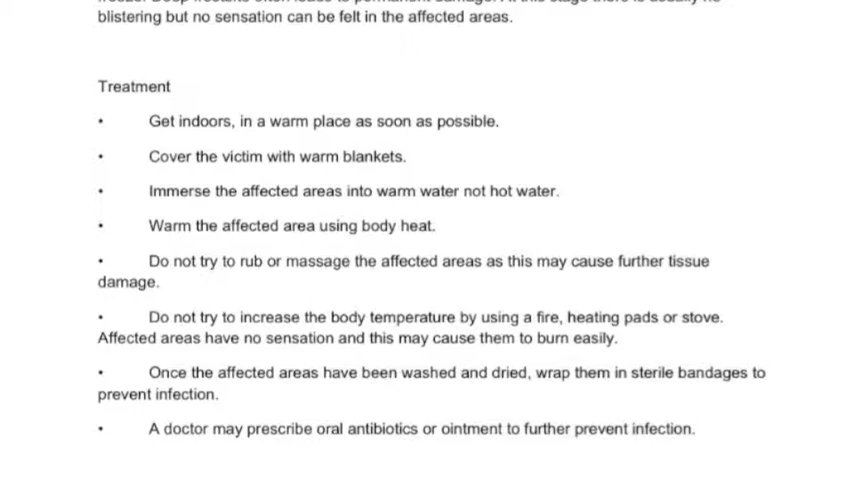 blistering but no sensation can be felt in the affected areas.
Treatment
• Get indoors, in a warm place as soon as possible.
• Cover the victim with warm blankets.
• Immerse the affected areas into warm water not hot water.
• Warm the affected area using body heat.
• Do not try to rub or massage the affected areas as this may cause further tissue
damage.
• Do not try to increase the body temperature by using a fire, heating pads or stove.
Affected areas have no sensation and this may cause them to burn easily.
• Once the affected areas have been washed and dried, wrap them in sterile bandages to
prevent infection.
• A doctor may prescribe oral antibiotics or ointment to further prevent infection.